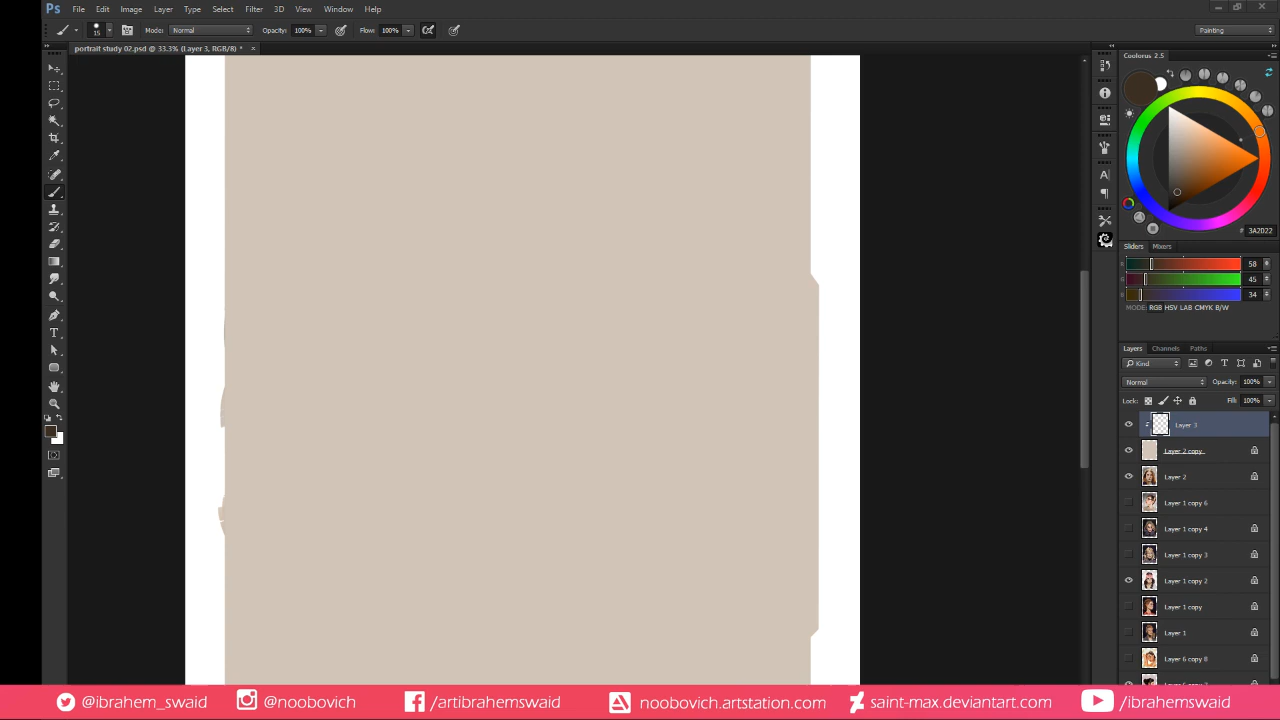 Ps File Edit Image Layer Type Select Filter 3D View Window Help
15 Mode: Normal Opacity: 100% Flow: 100% Painting
portrait study 02.psd @ 33.3% (Layer 3, RGB/8) * ×
Coolorus 2.5
# 3A2D22
Sliders Mixers
R 58
G 45
B 34
MODE: RGB HSV LAB CMYK B/W
Layers Channels Paths
Kind
Normal Opacity: 100%
Lock: Fill: 100%
Layer 3
Layer 2 copy
Layer 2
Layer 1 copy 6
Layer 1 copy 4
Layer 1 copy 3
Layer 1 copy 2
Layer 1 copy
Layer 1
Layer 6 copy 8
@ibrahem_swaid @noobovich /artibrahemswaid noobovich.artstation.com saint-max.deviantart.com /ibrahemswaid